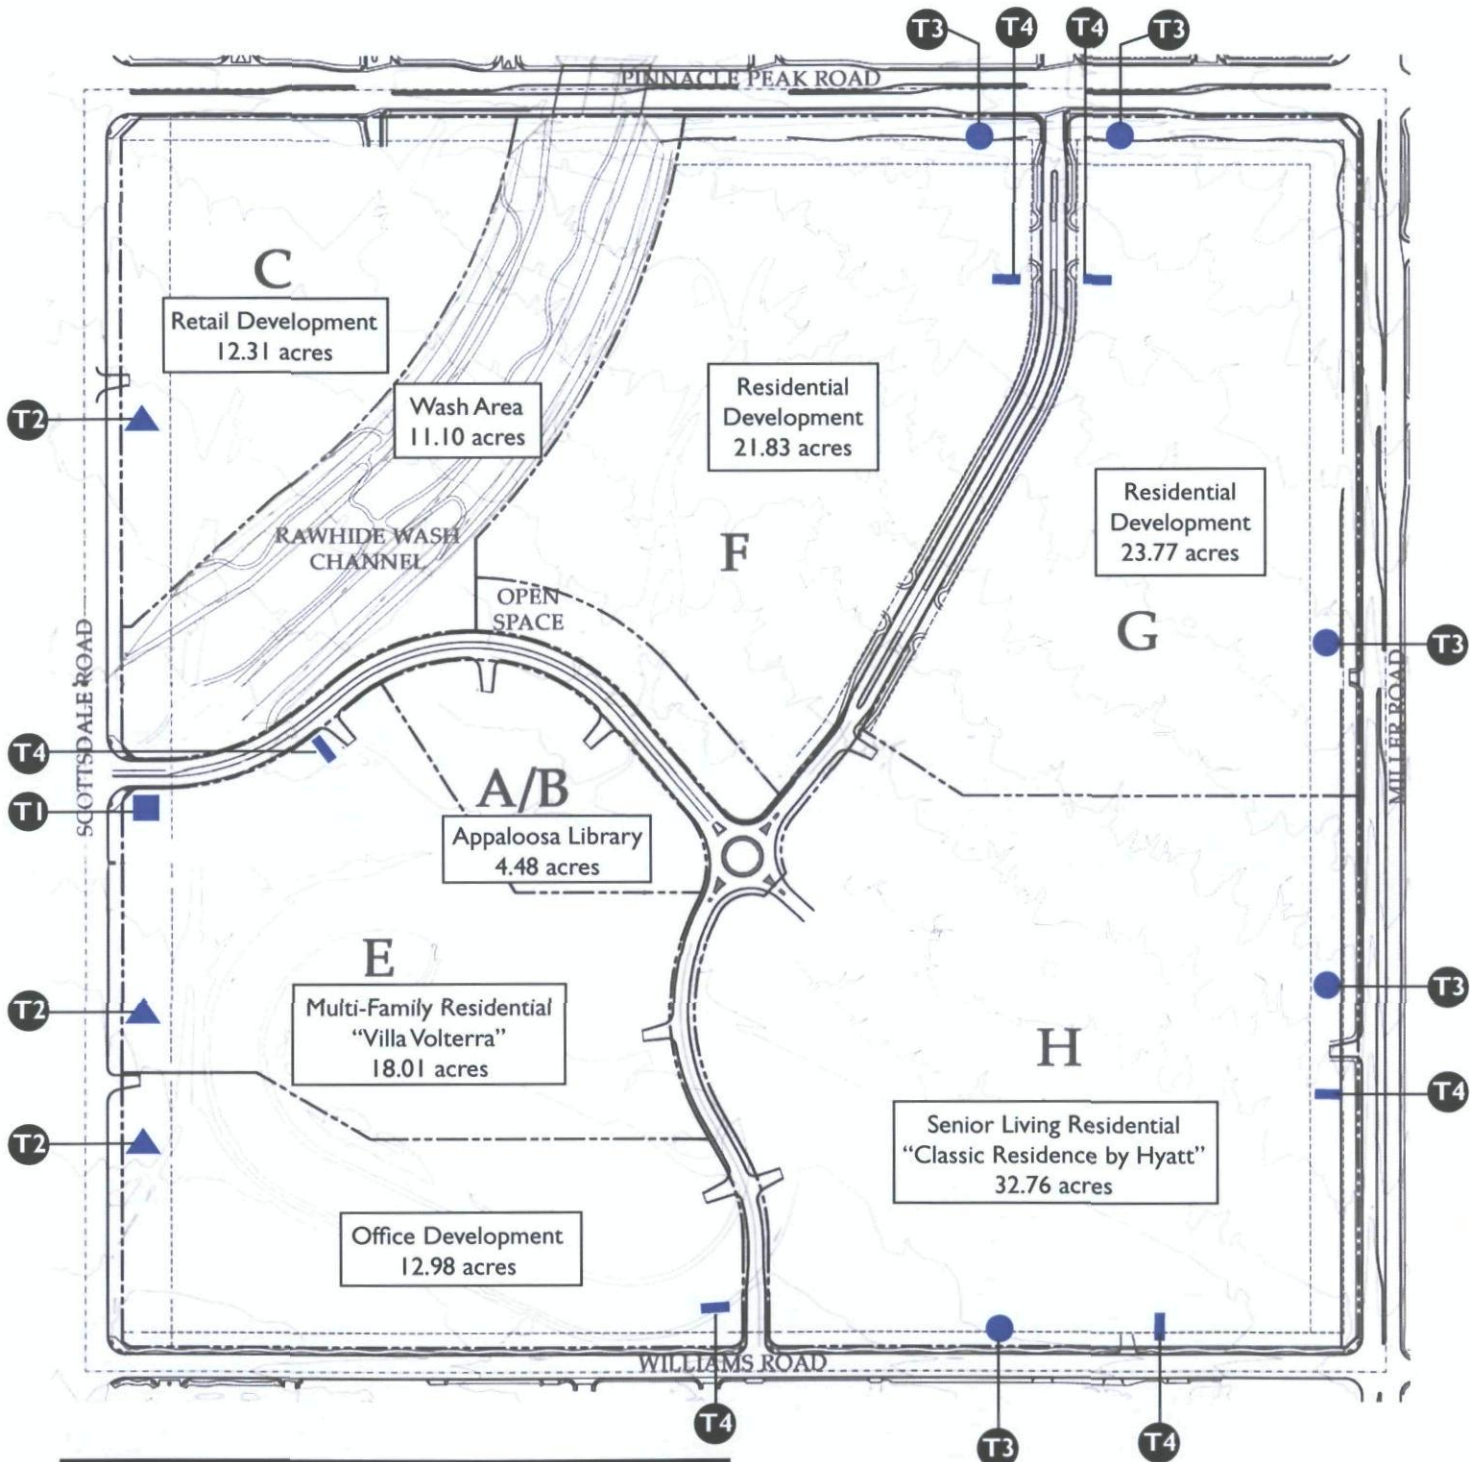 T3
T4
T4
T3
PINNACLE PEAK ROAD
C
Retail Development
12.31 acres
T2
Wash Area
11.10 acres
Residential
Development
21.83 acres
Residential
Development
23.77 acres
RAWHIDE WASH
CHANNEL
F
OPEN
SPACE
G
T3
SCOTTSDALE ROAD
MILLER ROAD
T4
T1
A/B
Appaloosa Library
4.48 acres
E
Multi-Family Residential
“Villa Volterra”
18.01 acres
T2
T3
H
T4
T2
Senior Living Residential
“Classic Residence by Hyatt”
32.76 acres
Office Development
12.98 acres
WILLIAMS ROAD
T4
T3
T4